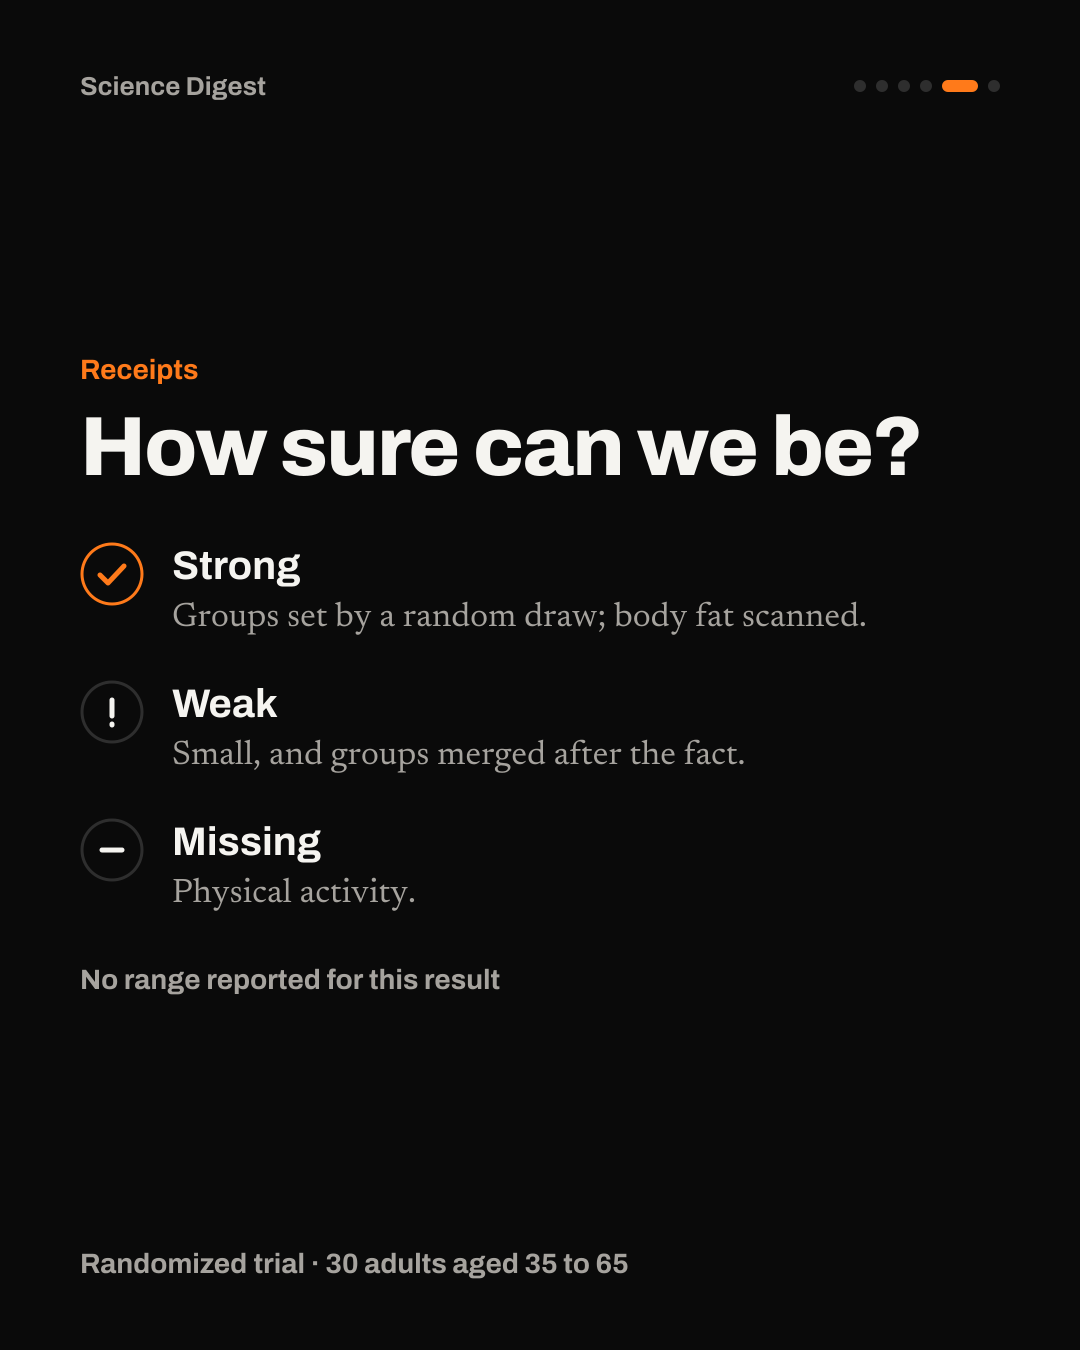 Science Digest
Receipts
How sure can we be?
Strong
Groups set by a random draw; body fat scanned.
Weak
Small, and groups merged after the fact.
Missing
Physical activity.
No range reported for this result
Randomized trial · 30 adults aged 35 to 65